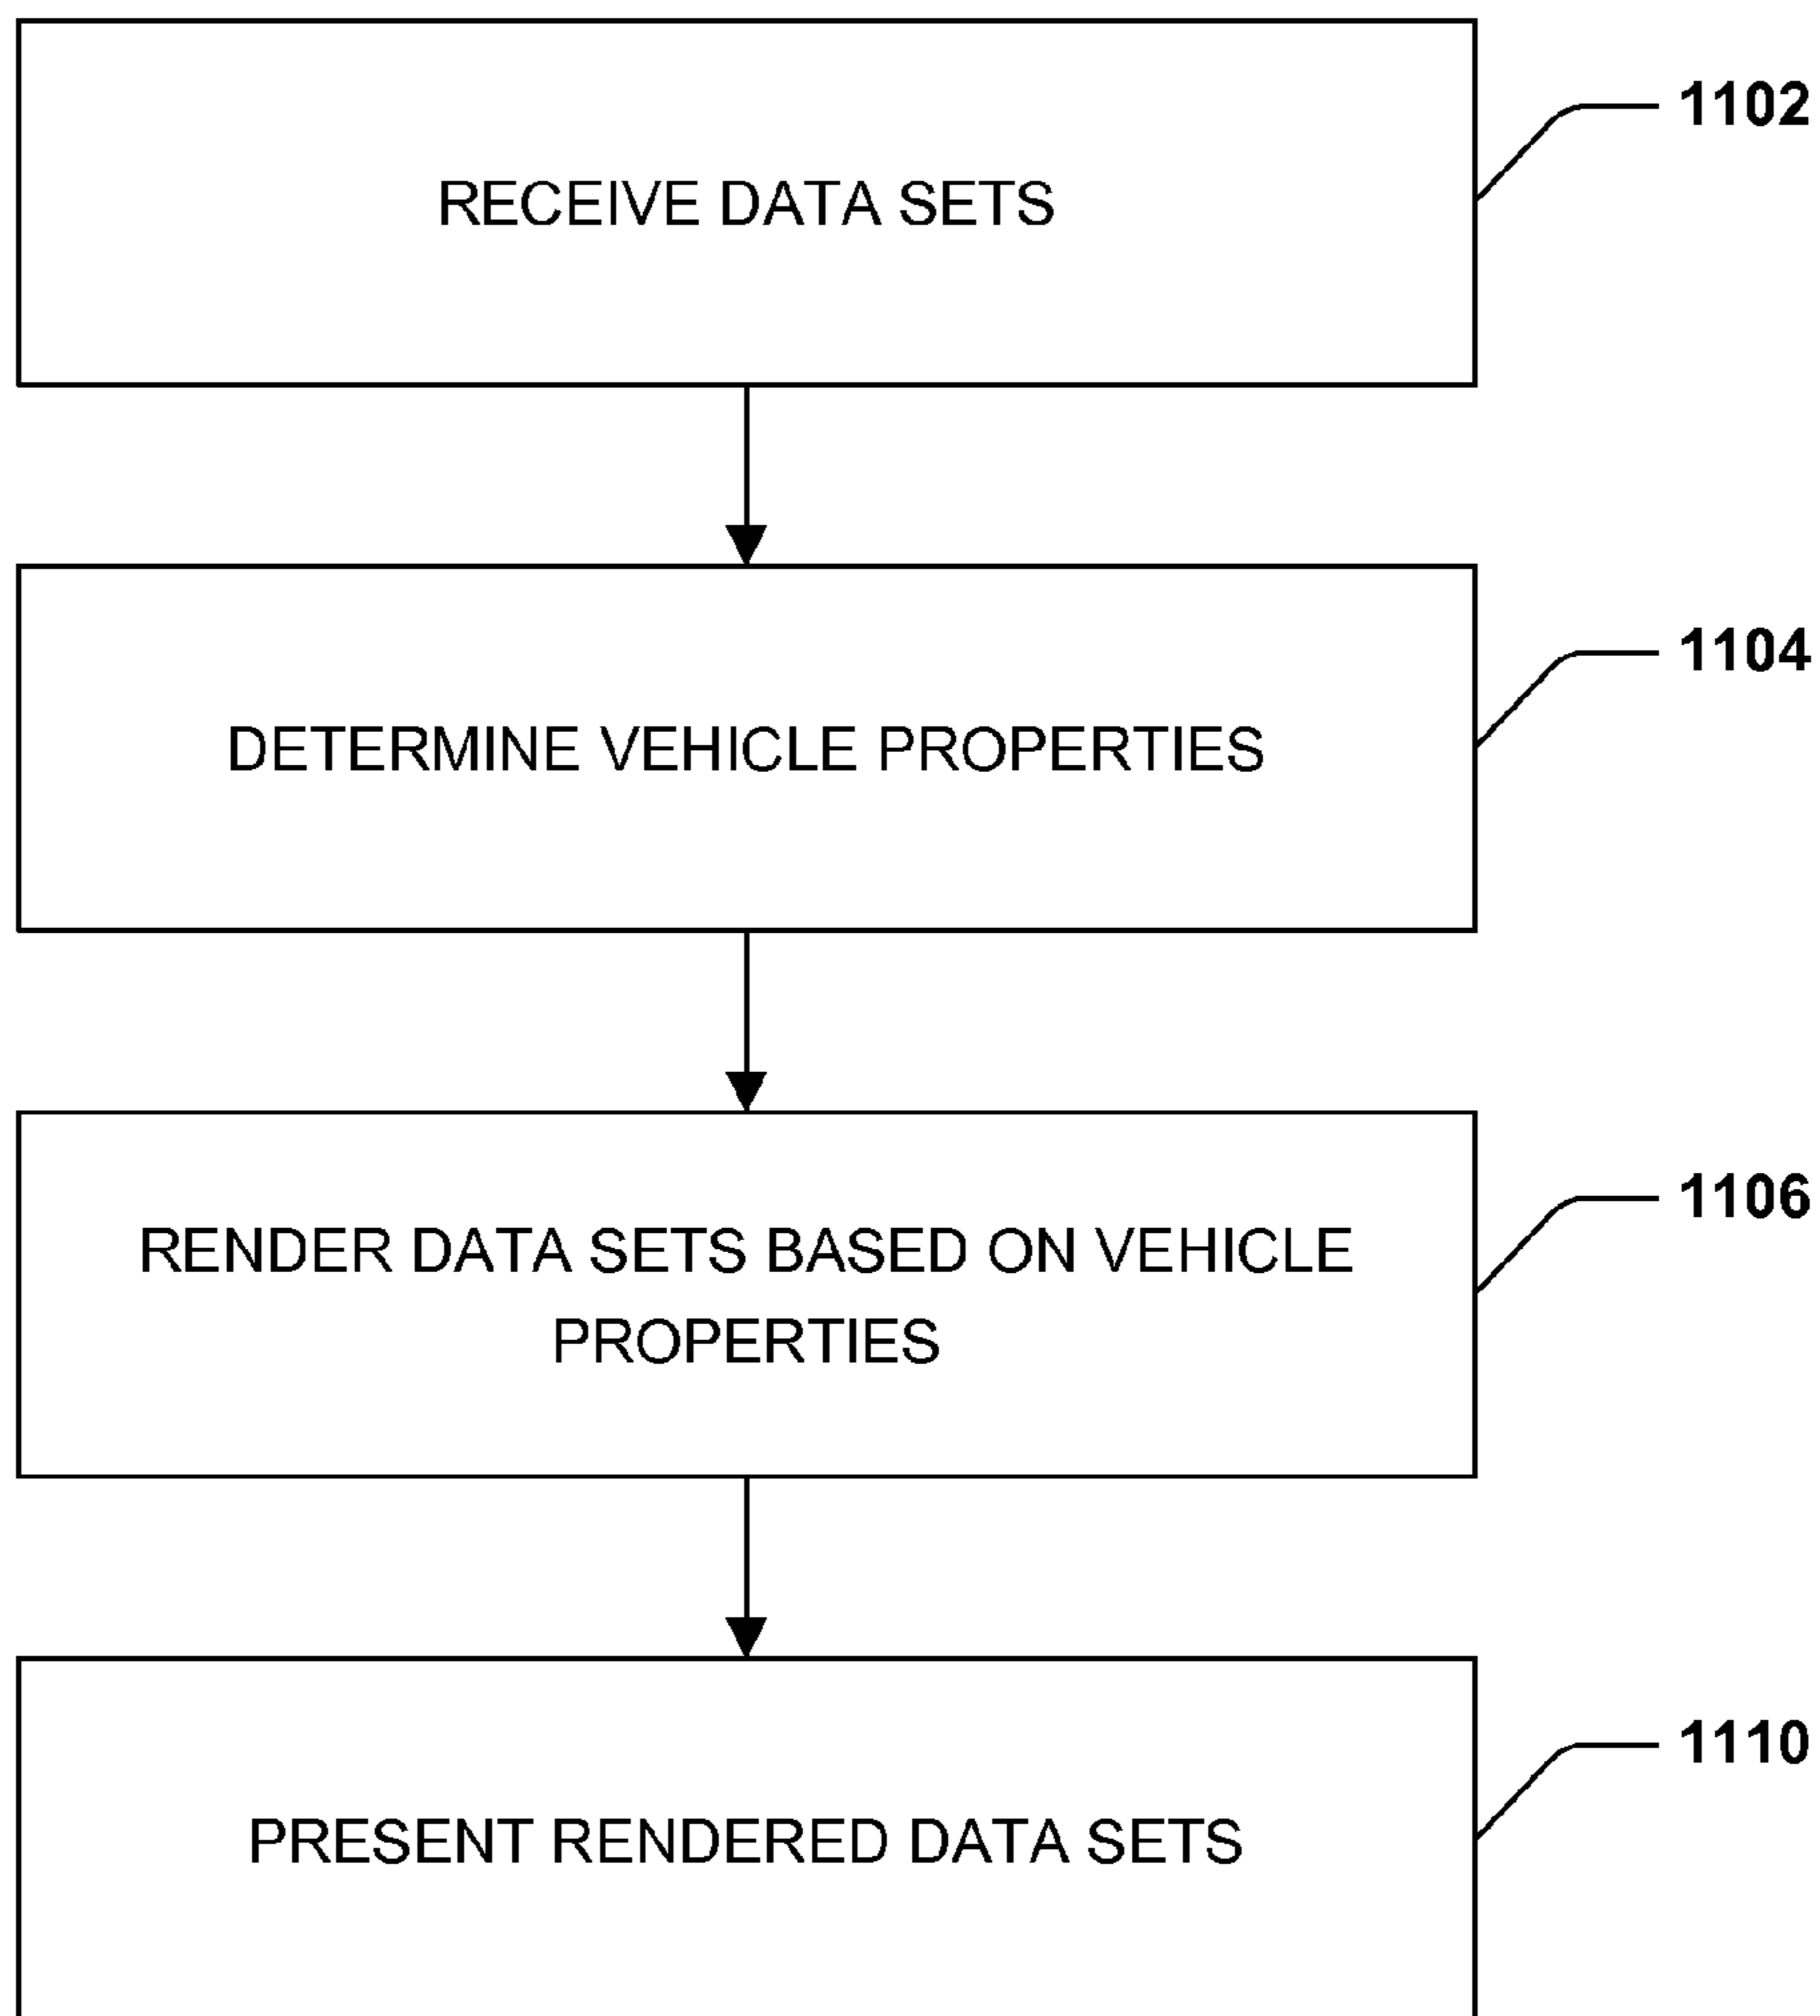 1102
RECEIVE DATA SETS
1104
DETERMINE VEHICLE PROPERTIES
1106
RENDER DATA SETS BASED ON VEHICLE
PROPERTIES
1110
PRESENT RENDERED DATA SETS